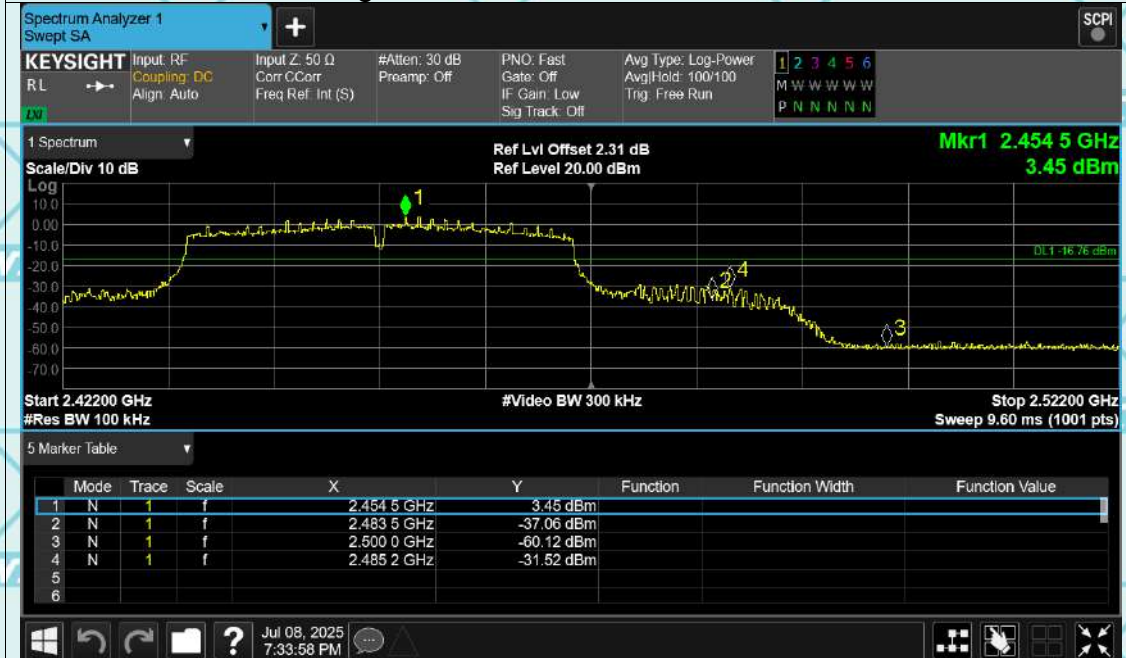 Spectrum Analyzer 1
Swept SA
+
SCPI
KEYSIGHT
RL
LXI
Input: RF
Coupling: DC
Align: Auto
Input Z: 50 Ω
Corr CCorr
Freq Ref: Int (S)
#Atten: 30 dB
Preamp: Off
PNO: Fast
Gate: Off
IF Gain: Low
Sig Track: Off
Avg Type: Log-Power
Avg|Hold: 100/100
Trig: Free Run
1 2 3 4 5 6
M W W W W W
P N N N N N
1 Spectrum
Scale/Div 10 dB
Ref Lvl Offset 2.31 dB
Ref Level 20.00 dBm
Mkr1 2.454 5 GHz
3.45 dBm
Log
10.0
0.00
-10.0
-20.0
-30.0
-40.0
-50.0
-60.0
-70.0
1
2
4
3
DL1 -16.76 dBm
Start 2.42200 GHz
#Video BW 300 kHz
Stop 2.52200 GHz
#Res BW 100 kHz
Sweep 9.60 ms (1001 pts)
5 Marker Table
Mode Trace Scale X Y Function Function Width Function Value
1 N 1 f 2.454 5 GHz 3.45 dBm
2 N 1 f 2.483 5 GHz -37.06 dBm
3 N 1 f 2.500 0 GHz -60.12 dBm
4 N 1 f 2.485 2 GHz -31.52 dBm
5
6
?
Jul 08, 2025
7:33:58 PM